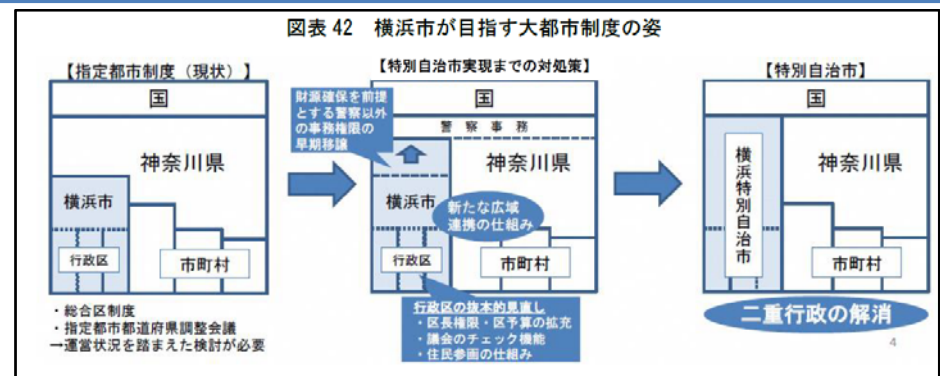 図表 42 横浜市が目指す大都市制度の姿
【指定都市制度（現状）】
国
神奈川県
横浜市
行政区
市町村
・総合区制度
・指定都市都道府県調整会議
→運営状況を踏まえた検討が必要
【特別自治市実現までの対処策】
財源確保を前提
とする警察以外
の事務権限の
早期移譲
国
警察事務
神奈川県
横浜市
新たな広域
連携の仕組み
行政区
市町村
行政区の抜本的見直し
・区長権限・区予算の拡充
・議会のチェック機能
・住民参画の仕組み
【特別自治市】
国
横浜特別自治市
神奈川県
市町村
二重行政の解消
4